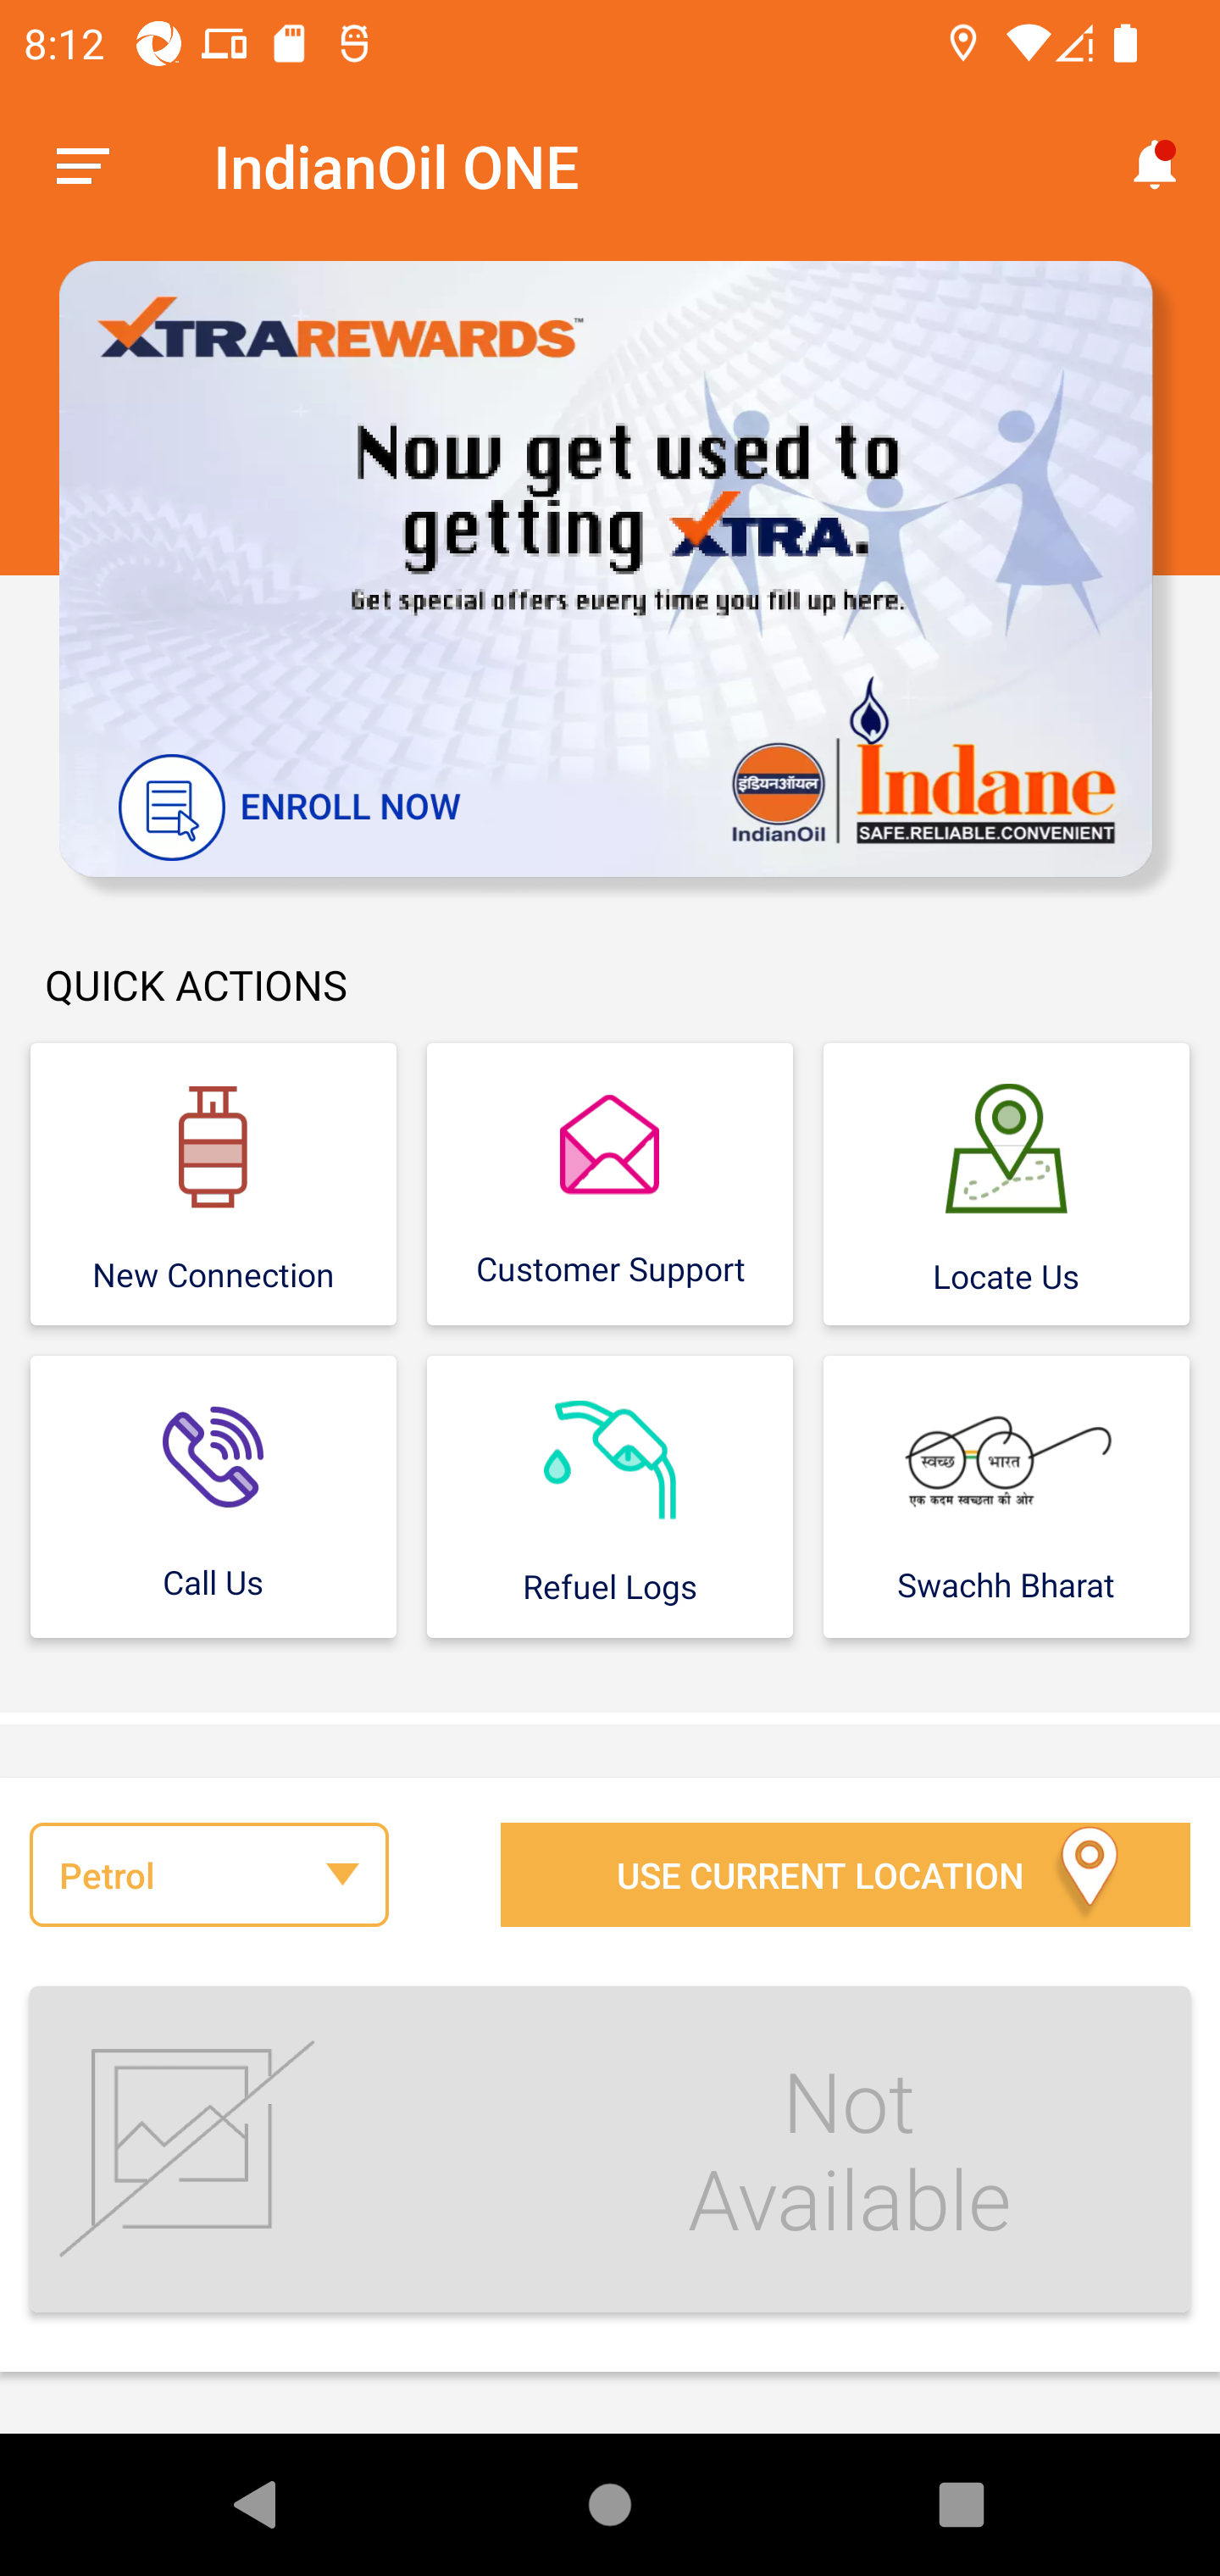 8:12
IndianOil ONE
XTRAREWARDS™
Now get used to
getting XTRA.
Get special offers every time you fill up here.
ENROLL NOW
इंडियनऑयल
IndianOil
Indane
SAFE.RELIABLE.CONVENIENT
QUICK ACTIONS
New Connection
Customer Support
Locate Us
स्वच्छ भारत
एक कदम स्वच्छता की ओर
Call Us
Refuel Logs
Swachh Bharat
Petrol
USE CURRENT LOCATION
Not
Available